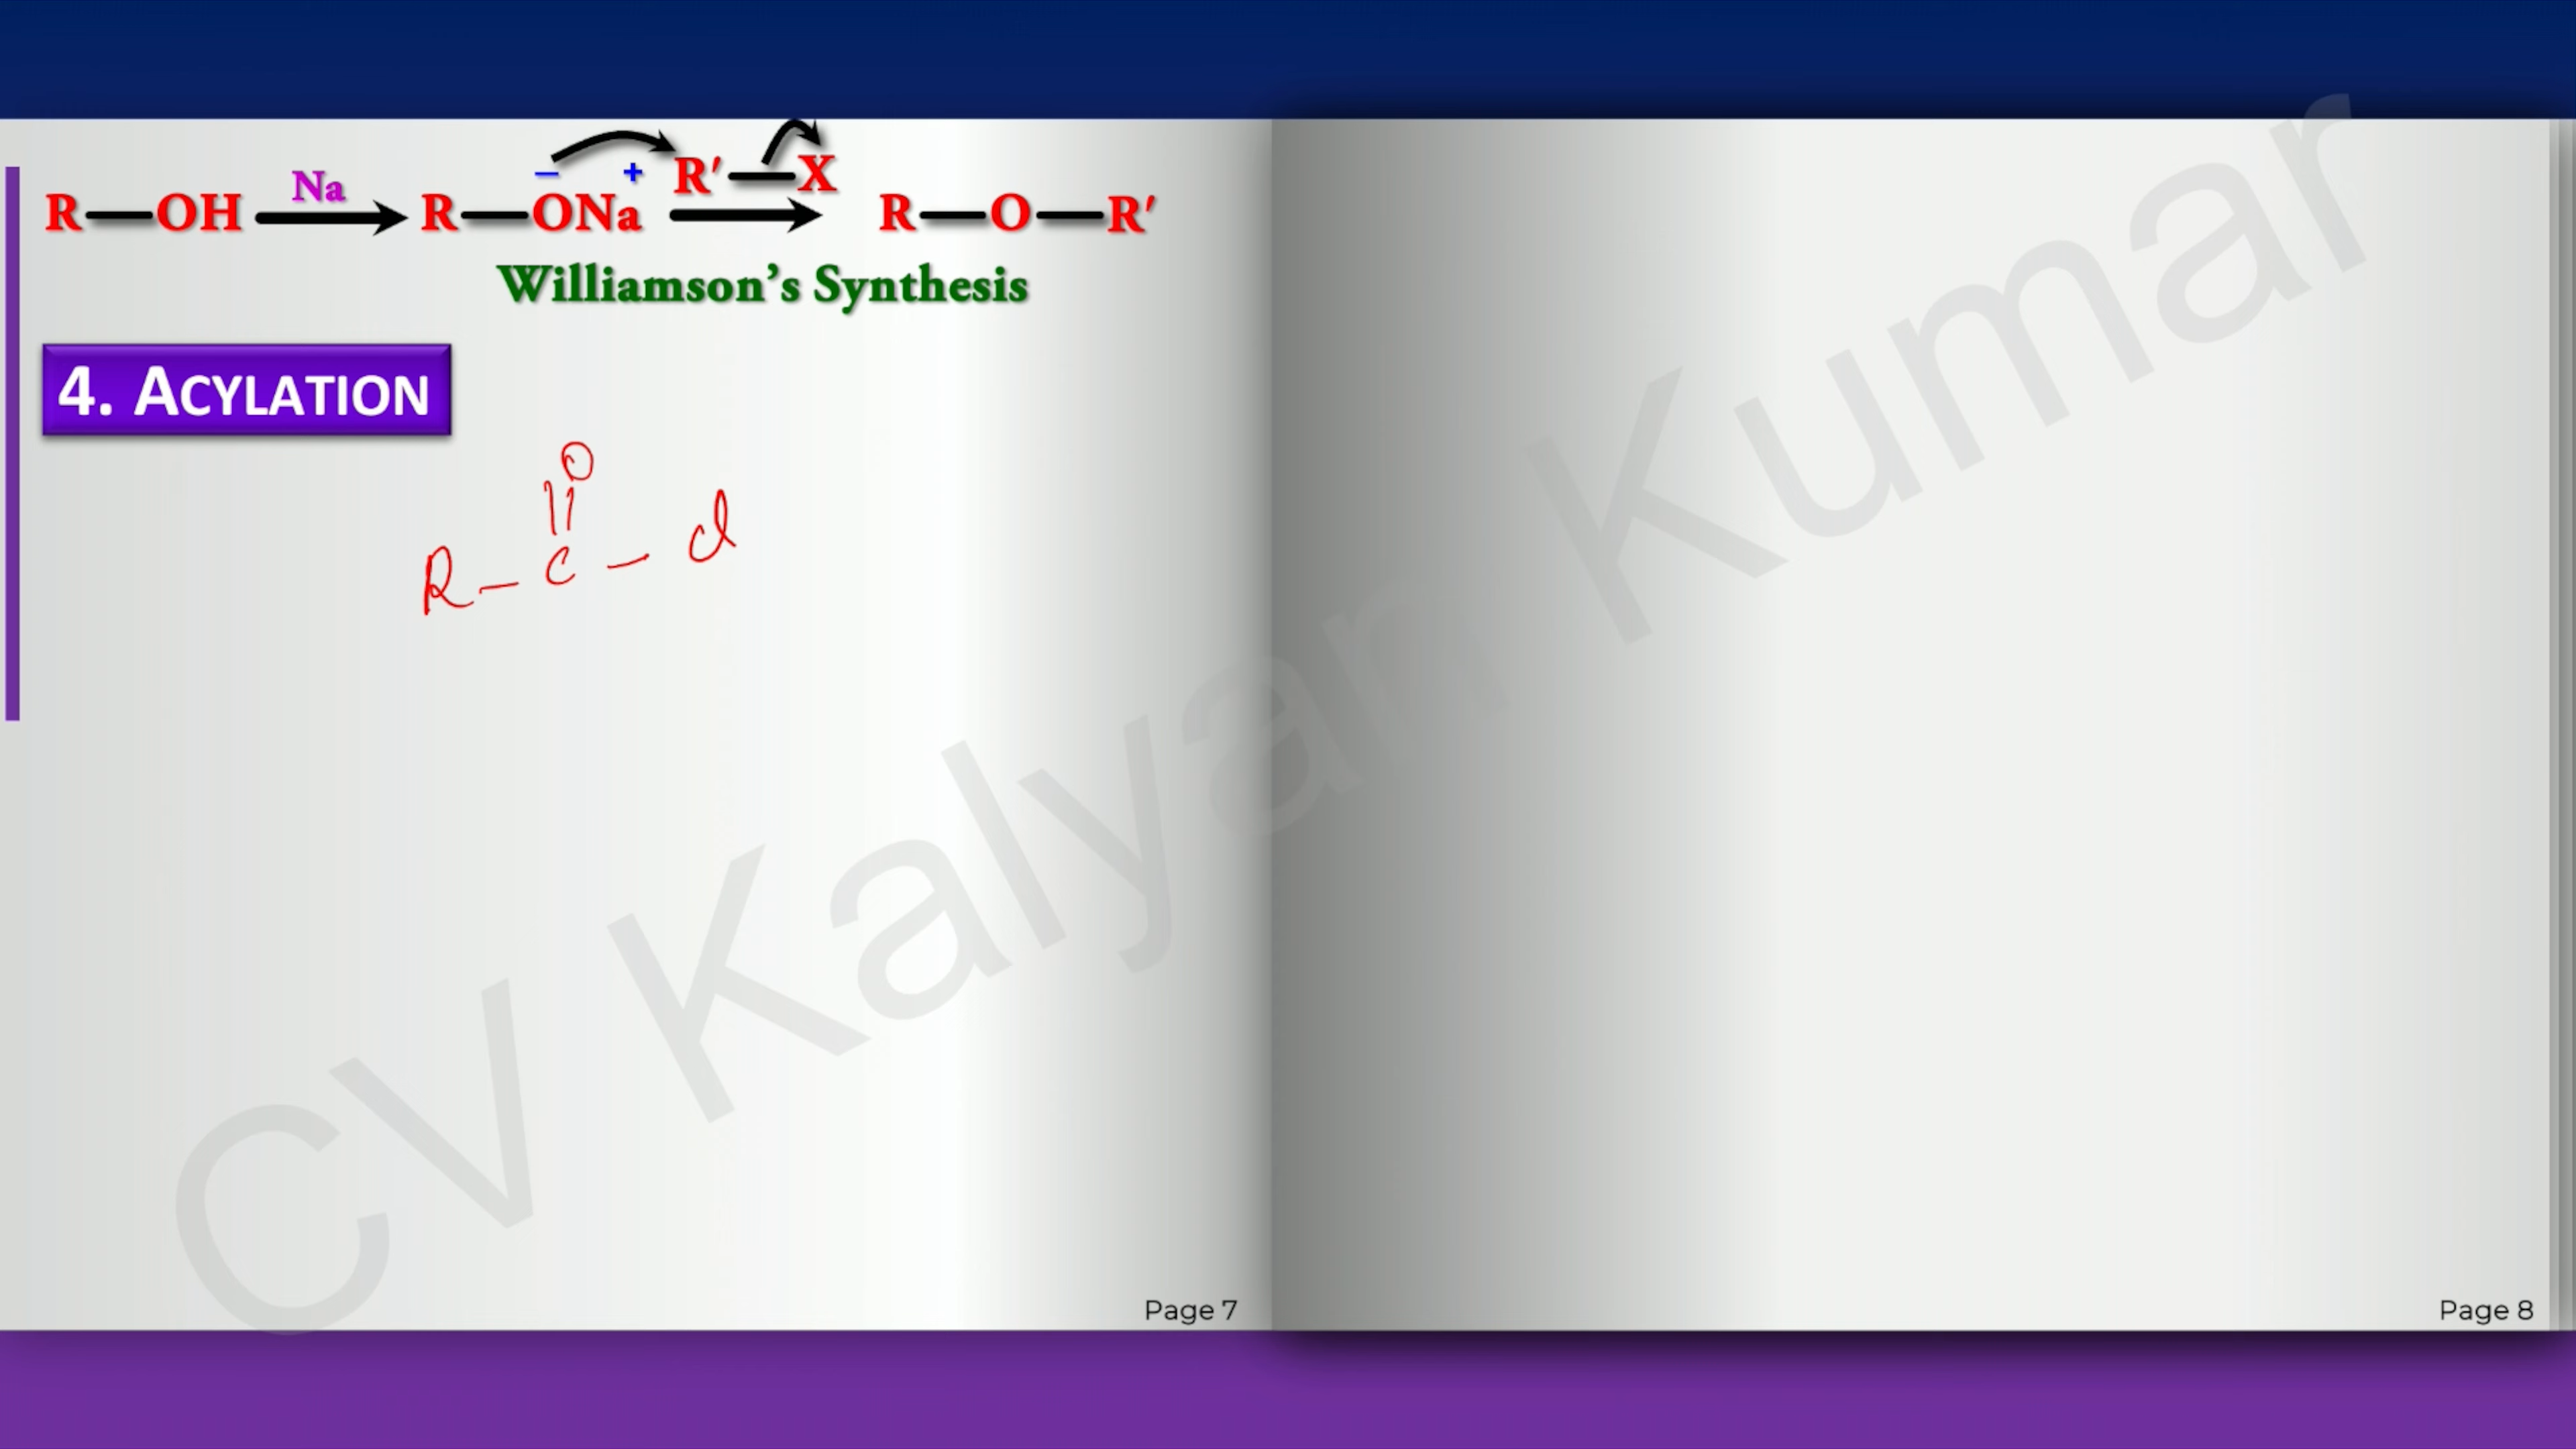 R—OH Na R—O⁻Na⁺ R′—X R—O—R′
Williamson's Synthesis
4. ACYLATION
O
||
R – C – Cl
CV Kalyan Kumar
Page 7
Page 8